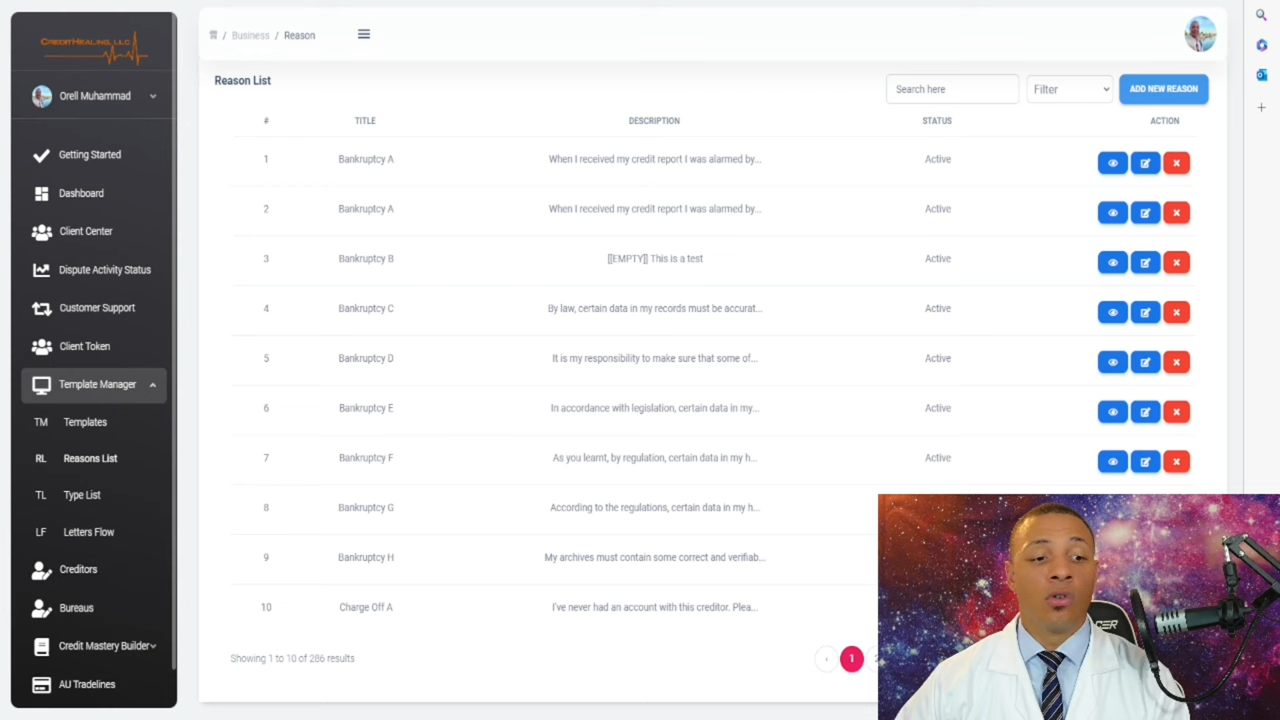 CREDITHEALING, LLC
Orell Muhammad
Getting Started
Dashboard
Client Center
Dispute Activity Status
Customer Support
Client Token
Template Manager
TM Templates
RL Reasons List
TL Type List
LF Letters Flow
Creditors
Bureaus
Credit Mastery Builder
AU Tradelines
/ Business / Reason
Reason List
Search here
Filter
ADD NEW REASON
# TITLE DESCRIPTION STATUS ACTION
1 Bankruptcy A When I received my credit report I was alarmed by... Active
2 Bankruptcy A When I received my credit report I was alarmed by... Active
3 Bankruptcy B [[EMPTY]] This is a test Active
4 Bankruptcy C By law, certain data in my records must be accurat... Active
5 Bankruptcy D It is my responsibility to make sure that some of... Active
6 Bankruptcy E In accordance with legislation, certain data in my... Active
7 Bankruptcy F As you learnt, by regulation, certain data in my h... Active
8 Bankruptcy G According to the regulations, certain data in my h...
9 Bankruptcy H My archives must contain some correct and verifiab...
10 Charge Off A I've never had an account with this creditor. Plea...
Showing 1 to 10 of 286 results
‹ 1